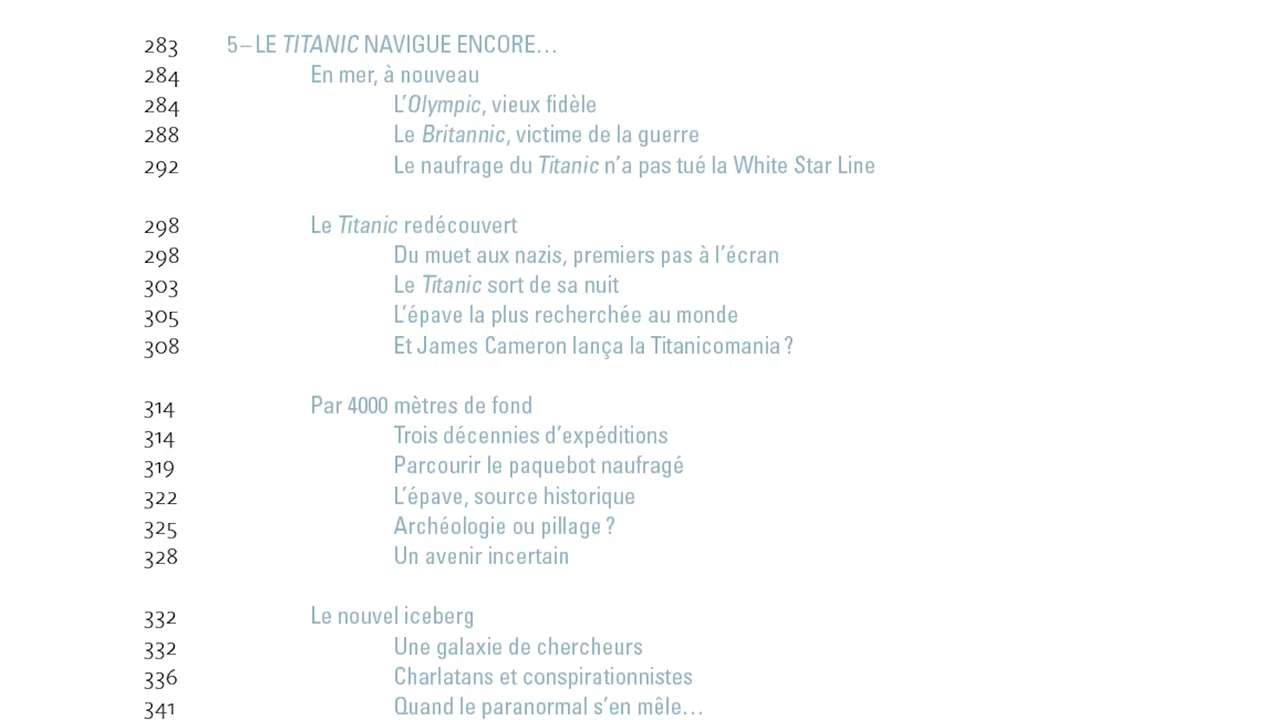 283 5 – LE TITANIC NAVIGUE ENCORE…
284 En mer, à nouveau
284 L’Olympic, vieux fidèle
288 Le Britannic, victime de la guerre
292 Le naufrage du Titanic n’a pas tué la White Star Line
298 Le Titanic redécouvert
298 Du muet aux nazis, premiers pas à l’écran
303 Le Titanic sort de sa nuit
305 L’épave la plus recherchée au monde
308 Et James Cameron lança la Titanicomania ?
314 Par 4000 mètres de fond
314 Trois décennies d’expéditions
319 Parcourir le paquebot naufragé
322 L’épave, source historique
325 Archéologie ou pillage ?
328 Un avenir incertain
332 Le nouvel iceberg
332 Une galaxie de chercheurs
336 Charlatans et conspirationnistes
341 Quand le paranormal s’en mêle…